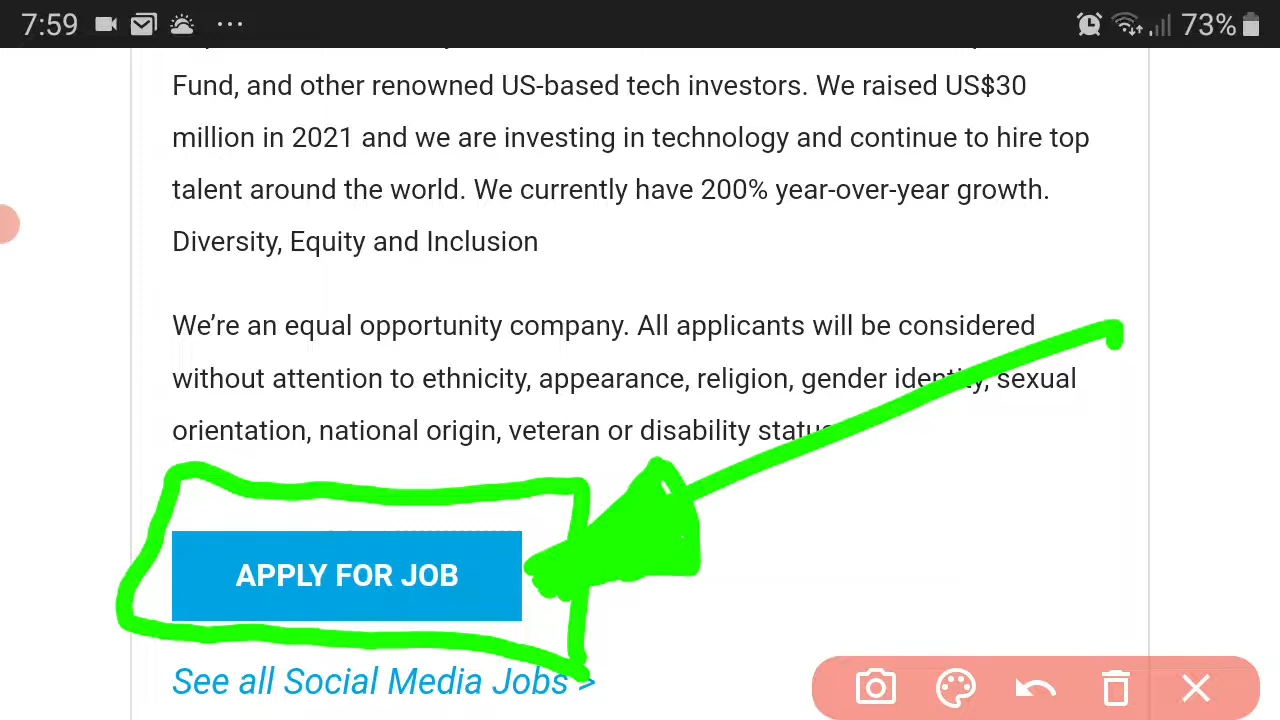 7:59 73%
Fund, and other renowned US-based tech investors. We raised US$30
million in 2021 and we are investing in technology and continue to hire top
talent around the world. We currently have 200% year-over-year growth.
Diversity, Equity and Inclusion
We’re an equal opportunity company. All applicants will be considered
without attention to ethnicity, appearance, religion, gender identity, sexual
orientation, national origin, veteran or disability status
APPLY FOR JOB
See all Social Media Jobs >